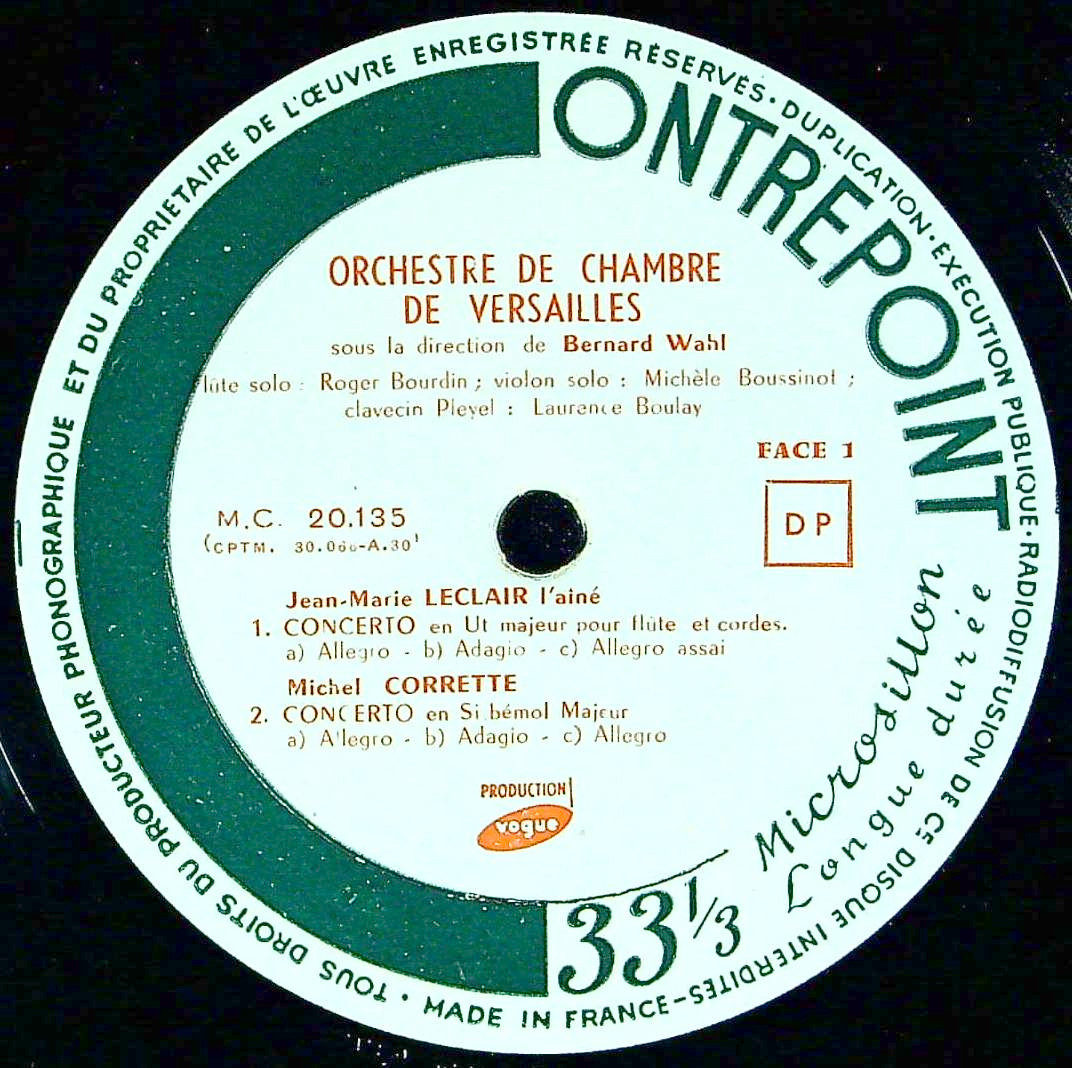 TOUS DROITS DU PRODUCTEUR PHONOGRAPHIQUE ET DU PROPRIETAIRE DE L'ŒUVRE ENREGISTRÉE RÉSERVÉS · DUPLICATION · EXÉCUTION PUBLIQUE · RADIODIFFUSION DE CE DISQUE INTERDITES - MADE IN FRANCE ·
CONTREPOINT
ORCHESTRE DE CHAMBRE
DE VERSAILLES
sous la direction de Bernard Wahl
flûte solo : Roger Bourdin ; violon solo : Michèle Boussinot ;
clavecin Pleyel : Laurence Boulay
FACE 1
M.C. 20.135
DP
(CPTM.
Jean-Marie LECLAIR l'ainé
1. CONCERTO en Ut majeur pour flûte et cordes.
a) Allegro - b) Adagio - c) Allegro assai
Michel CORRETTE
2. CONCERTO en Si bémol Majeur
a) Allegro - b) Adagio - c) Allegro
PRODUCTION
vogue
33 1/3
Microsillon
Longue durée